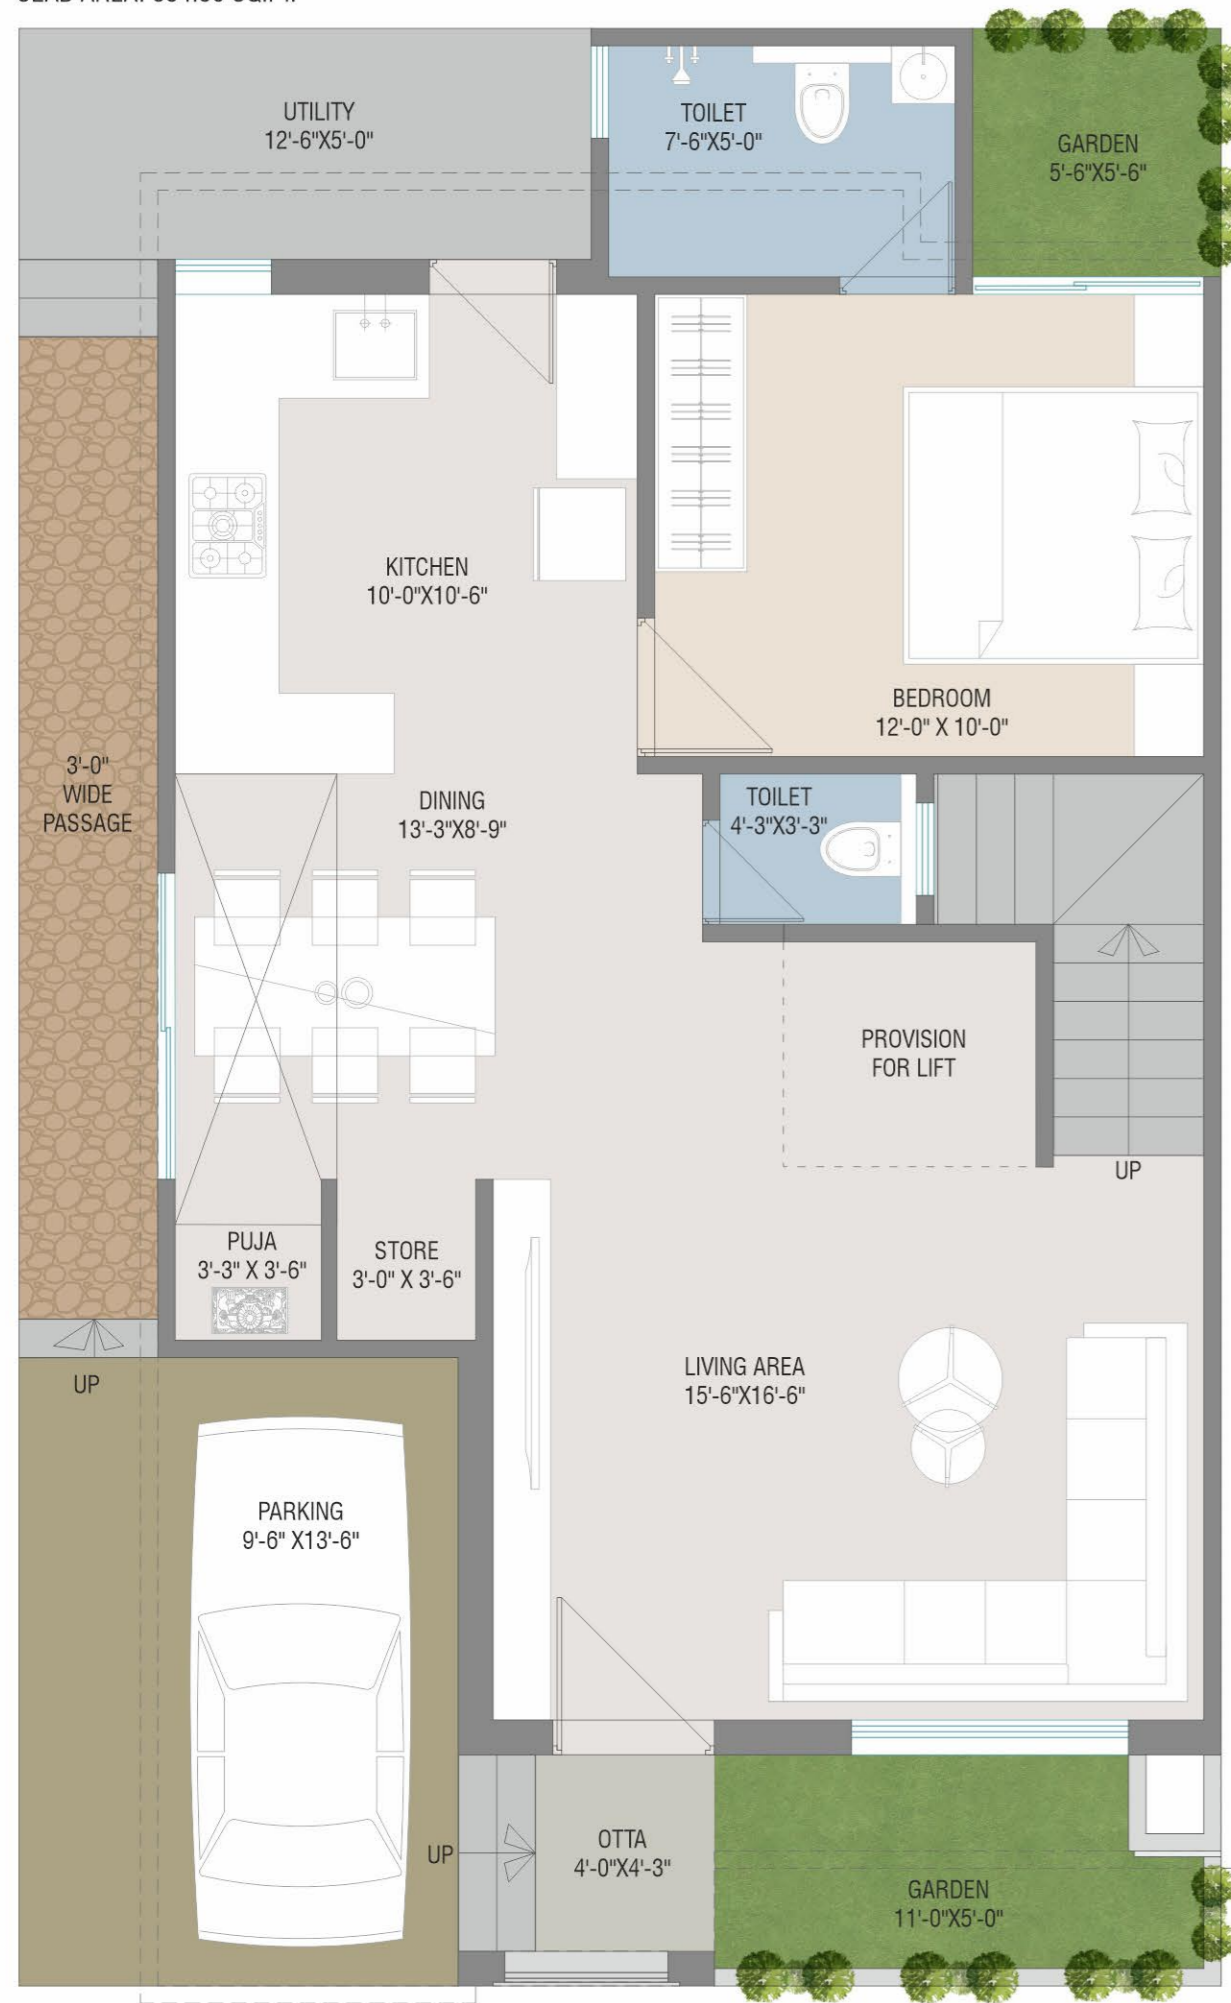 UTILITY
12'-6"X5'-0"
TOILET
7'-6"X5'-0"
GARDEN
5'-6"X5'-6"
KITCHEN
10'-0"X10'-6"
BEDROOM
12'-0" X 10'-0"
3'-0"
WIDE
PASSAGE
DINING
13'-3"X8'-9"
TOILET
4'-3"X3'-3"
PROVISION
FOR LIFT
UP
PUJA
3'-3" X 3'-6"
STORE
3'-0" X 3'-6"
LIVING AREA
15'-6"X16'-6"
UP
PARKING
9'-6" X13'-6"
UP
OTTA
4'-0"X4'-3"
GARDEN
11'-0"X5'-0"